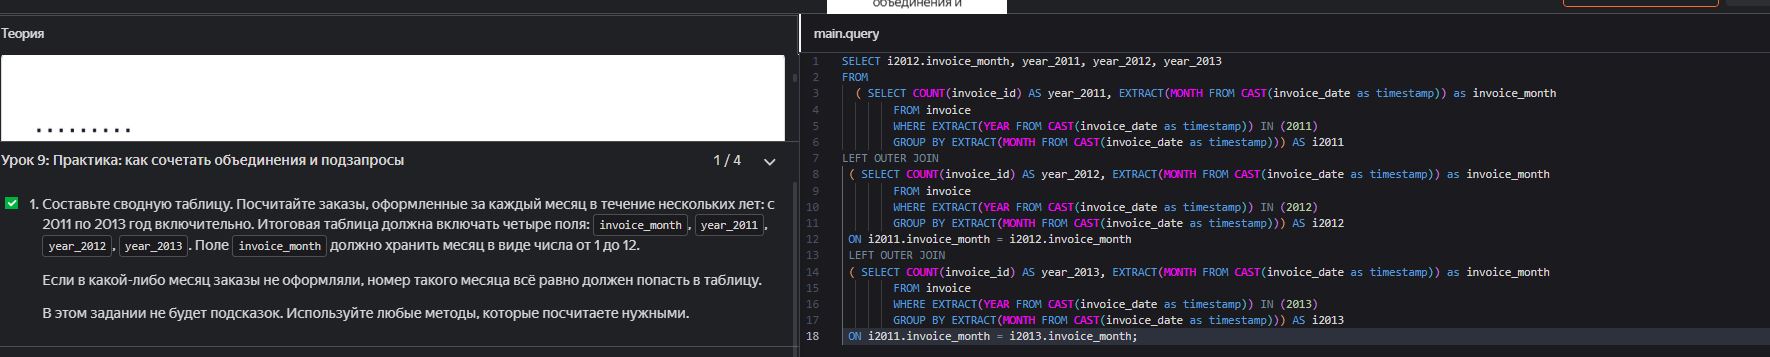 объединения и
Теория
.........
Урок 9: Практика: как сочетать объединения и подзапросы
1 / 4
1. Составьте сводную таблицу. Посчитайте заказы, оформленные за каждый месяц в течение нескольких лет: с
2011 по 2013 год включительно. Итоговая таблица должна включать четыре поля: invoice_month, year_2011,
year_2012, year_2013. Поле invoice_month должно хранить месяц в виде числа от 1 до 12.
Если в какой-либо месяц заказы не оформляли, номер такого месяца всё равно должен попасть в таблицу.
В этом задании не будет подсказок. Используйте любые методы, которые посчитаете нужными.
main.query
1 SELECT i2012.invoice_month, year_2011, year_2012, year_2013
2 FROM
3 ( SELECT COUNT(invoice_id) AS year_2011, EXTRACT(MONTH FROM CAST(invoice_date as timestamp)) as invoice_month
4 FROM invoice
5 WHERE EXTRACT(YEAR FROM CAST(invoice_date as timestamp)) IN (2011)
6 GROUP BY EXTRACT(MONTH FROM CAST(invoice_date as timestamp))) AS i2011
7 LEFT OUTER JOIN
8 ( SELECT COUNT(invoice_id) AS year_2012, EXTRACT(MONTH FROM CAST(invoice_date as timestamp)) as invoice_month
9 FROM invoice
10 WHERE EXTRACT(YEAR FROM CAST(invoice_date as timestamp)) IN (2012)
11 GROUP BY EXTRACT(MONTH FROM CAST(invoice_date as timestamp))) AS i2012
12 ON i2011.invoice_month = i2012.invoice_month
13 LEFT OUTER JOIN
14 ( SELECT COUNT(invoice_id) AS year_2013, EXTRACT(MONTH FROM CAST(invoice_date as timestamp)) as invoice_month
15 FROM invoice
16 WHERE EXTRACT(YEAR FROM CAST(invoice_date as timestamp)) IN (2013)
17 GROUP BY EXTRACT(MONTH FROM CAST(invoice_date as timestamp))) AS i2013
18 ON i2011.invoice_month = i2013.invoice_month;